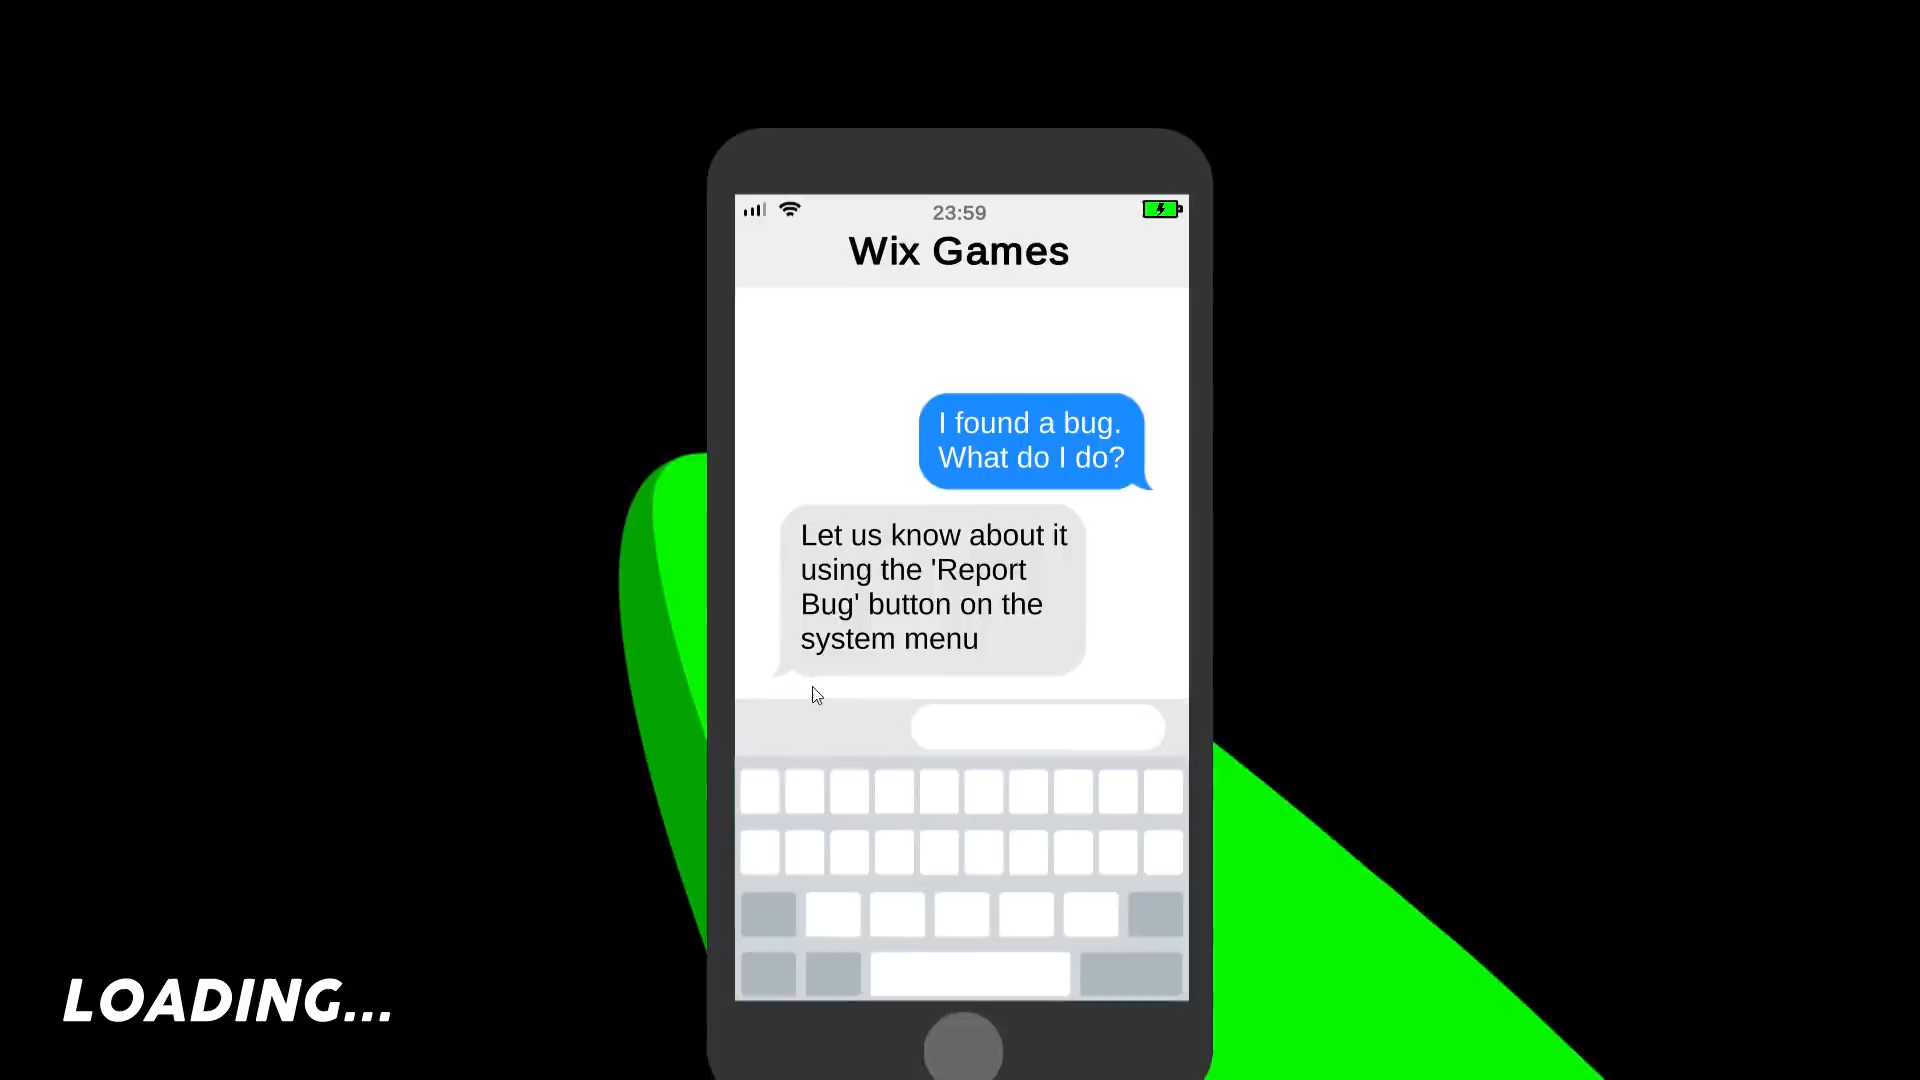 23:59
Wix Games
I found a bug.
What do I do?
Let us know about it
using the 'Report
Bug' button on the
system menu
LOADING...